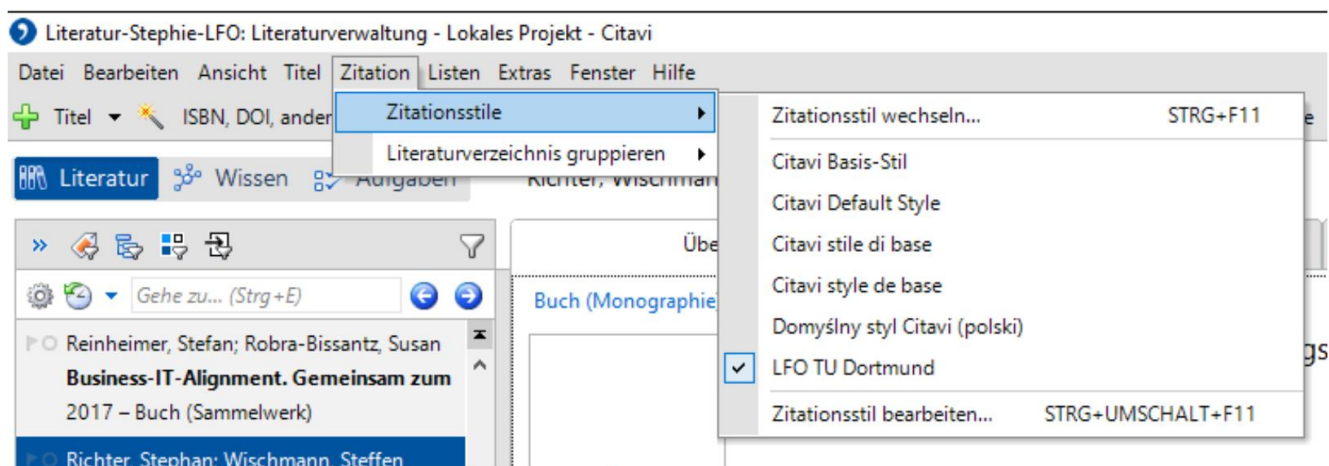 Literatur-Stephie-LFO: Literaturverwaltung - Lokales Projekt - Citavi
Datei Bearbeiten Ansicht Titel Zitation Listen Extras Fenster Hilfe
Titel ISBN, DOI, ander
Zitationsstile
Literaturverzeichnis gruppieren
Zitationsstil wechseln... STRG+F11
Citavi Basis-Stil
Citavi Default Style
Citavi stile di base
Citavi style de base
Domyślny styl Citavi (polski)
LFO TU Dortmund
Zitationsstil bearbeiten... STRG+UMSCHALT+F11
Literatur Wissen Aufgaben Richter, Wischman
Übe
Gehe zu... (Strg+E)
Buch (Monographie)
Reinheimer, Stefan; Robra-Bissantz, Susan
Business-IT-Alignment. Gemeinsam zum
2017 – Buch (Sammelwerk)
Richter, Stephan; Wischmann, Steffen
gs